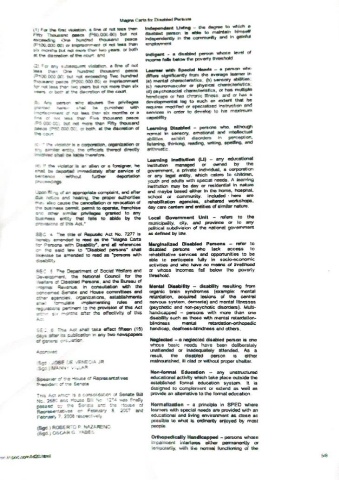 Magna Carta for Disabled Persons
(1) For the first violation, a fine of not less than
Fifty Thousand pesos (P50,000.00) but not
exceeding One hundred thousand pesos
(P100,000.00) or imprisonment of not less than
six months but not more than two years, or both
at the discretion of the court; and
(2) For any subsequent violation, a fine of not
less than One hundred thousand pesos
(P100,000.00) but not exceeding Two hundred
thousand pesos (P200,000.00) or imprisonment
for not less than two years but not more than six
years, or both at the discretion of the court.
(b) Any person who abuses the privileges
granted herein shall be punished with
imprisonment of not less than six months or a
fine of not less than Five thousand pesos
(P5,000.00), but not more than Fifty thousand
pesos (P50,000.00), or both, at the discretion of
the court.
(c) If the violator is a corporation, organization or
any similar entity, the officials thereof directly
involved shall be liable therefore.
(d) If the violator is an alien or a foreigner, he
shall be deported immediately after service of
sentence without further deportation
proceedings.
Upon filing of an appropriate complaint, and after
due notice and hearing, the proper authorities
may also cause the cancellation or revocation of
the business permit, permit to operate, franchise
and other similar privileges granted to any
business entity that fails to abide by the
provisions of this Act."
SEC. 4. The title of Republic Act No. 7277 is
hereby amended to read as the "Magna Carta
for Persons with Disability", and all references
on the said law to "Disabled persons" shall
likewise be amended to read as "persons with
disability
SEC. 5. The Department of Social Welfare and
Development, the National Council for the
Welfare of Disabled Persons, and the Bureau of
Internal Revenue, in consultation with the
concerned Senate and House committees and
other agencies, organizations, establishments
shall formulate implementing rules and
regulations pertinent to the provision of this Act
within six months after the effectivity of this
Act.
SEC. 6. This Act shall take effect fifteen (15)
days after its publication in any two newspapers
of general circulation.
Approved
(Sgd.) JOSE DE VENECIA JR
(Sgd.) MANNY VILLAR
Speaker of the House of Representatives
President of the Senate
This Act which is a consolidation of Senate Bill
No. 2580 and House Bill No. 1214 was finally
passed by the Senate and the House of
Representatives on February 8, 2007 and
February 7, 2008 respectively.
(Sgd.) ROBERTO P. NAZARENO
(Sgd.) OSCAR G. YABES
Independent Living - the degree to which a
disabled person is able to maintain himself
independently in the community and in gainful
employment
Indigent - a disabled person whose level of
income falls below the poverty threshold
Learner with Special Needs - a person who
differs significantly from the average learner in
(a) mental characteristics, (b) sensory abilities,
(c) neuromuscular or physical characteristics,
(d) psychosocial characteristics, or has multiple
handicaps or has chronic illness; and or has a
developmental lag to such an extent that he
requires modified or specialized instruction and
services in order to develop to his maximum
capability
Learning Disabled - persons who, although
normal in sensory, emotional and intellectual
abilities exhibit disorders in perception,
listening, thinking, reading, writing, spelling, and
arithmetic.
Learning Institution (LI) - any educational
institution managed or owned by the
government, a private individual, a corporation
or any legal entity, which caters to children,
youth and adults with special needs. A learning
institution may be day or residential in nature
and maybe based either in the home, hospital,
school or community. Included here are
rehabilitation agencies, sheltered workshops,
day care centers and entities of similar nature.
Local Government Unit - refers to the
municipality, city, and province or to any
political subdivision of the national government
as defined by law
Marginalized Disabled Persons - refer to
disabled persons who lack access to
rehabilitative services and opportunities to be
able to participate fully in socio-economic
activities and who have no means of livelihood
or whose incomes fall below the poverty
threshold.
Mental Disability - disability resulting from
organic brain syndromes (example: mental
retardation, acquired lesions of the central
nervous system, dementia) and mental illnesses
(psychotic and non-psychotic disorders). Multi-
handicapped - persons with more than one
disability such as those with mental retardation-
blindness mental retardation-orthopedic
handicap, deafness-blindness and others.
Neglected - a neglected disabled person is one
whose basic needs have been deliberately
unattended or inadequately attended. As a
result, the disabled person is either
malnourished, ill clad or without proper shelter.
Non-formal Education - any unstructured
educational activity which take place outside the
established formal education system. It is
designed to complement or extend as well as
provide an alternative to the formal education
Normalization - a principle in SPED where
learners with special needs are provided with an
educational and living environment as close as
possible to what is ordinarily enjoyed by most
people.
Orthopedically Handicapped - persons whose
impairment interferes either permanently or
temporarily, with the normal functioning of the